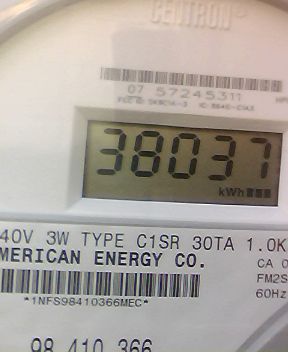 CENTRON®
07 57245311
38037
kWh
40V 3W TYPE C1SR 30TA 1.0K
MERICAN ENERGY CO.
CA 0
FM2S
60Hz
*1NFS98410366MEC*
98 410 366